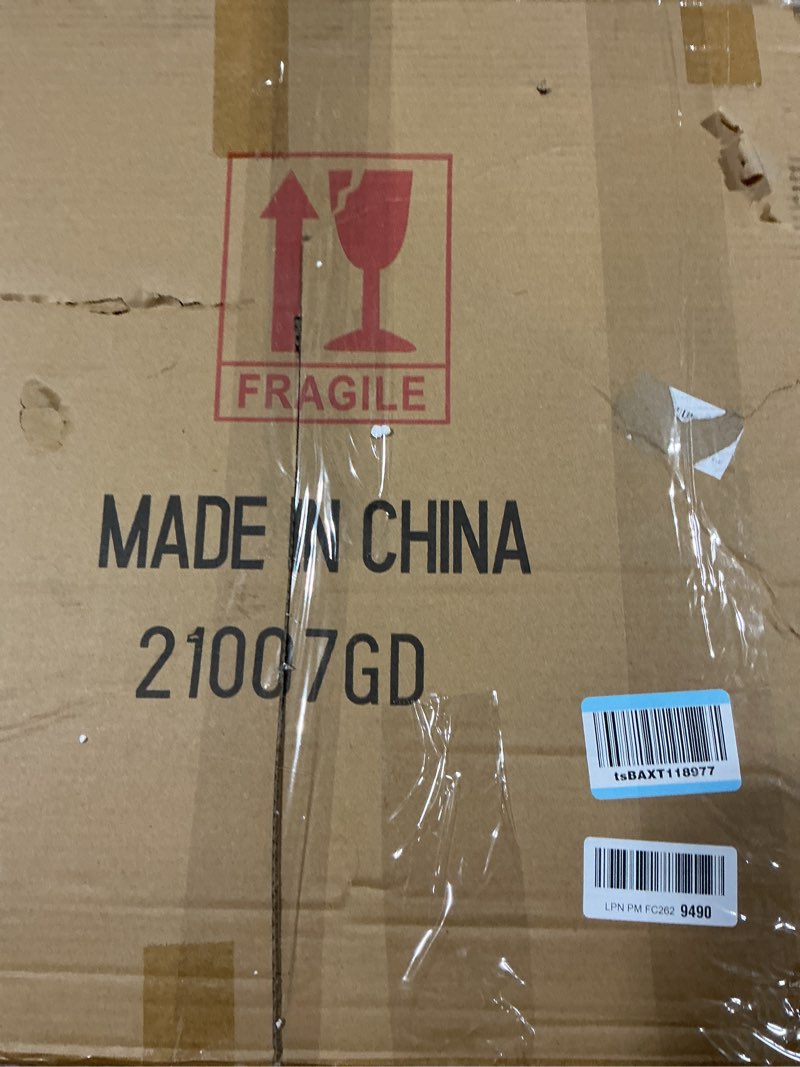 FRAGILE
MADE IN CHINA
21007GD
tsBAXT118977
LPN PM FC262 9490